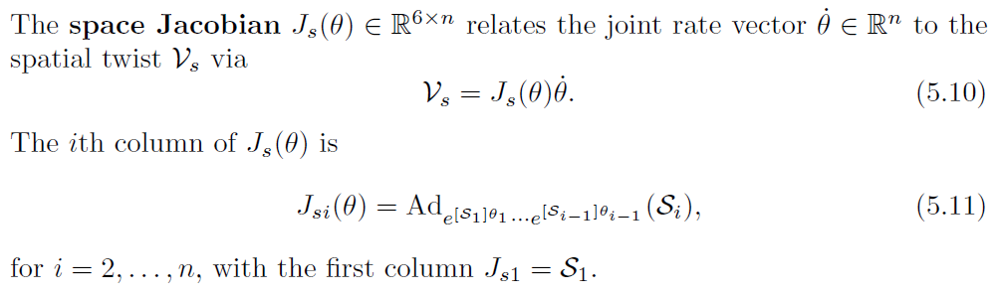 The space Jacobian $J_s(\theta) \in \mathbb{R}^{6 \times n}$ relates the joint rate vector $\dot{\theta} \in \mathbb{R}^n$ to the
spatial twist $\mathcal{V}_s$ via
$\mathcal{V}_s = J_s(\theta)\dot{\theta}.$ (5.10)
The $i$th column of $J_s(\theta)$ is
$J_{si}(\theta) = \mathrm{Ad}_{e^{[\mathcal{S}_1]\theta_1} \cdots e^{[\mathcal{S}_{i-1}]\theta_{i-1}}}(\mathcal{S}_i),$ (5.11)
for $i = 2, \ldots, n$, with the first column $J_{s1} = \mathcal{S}_1$.